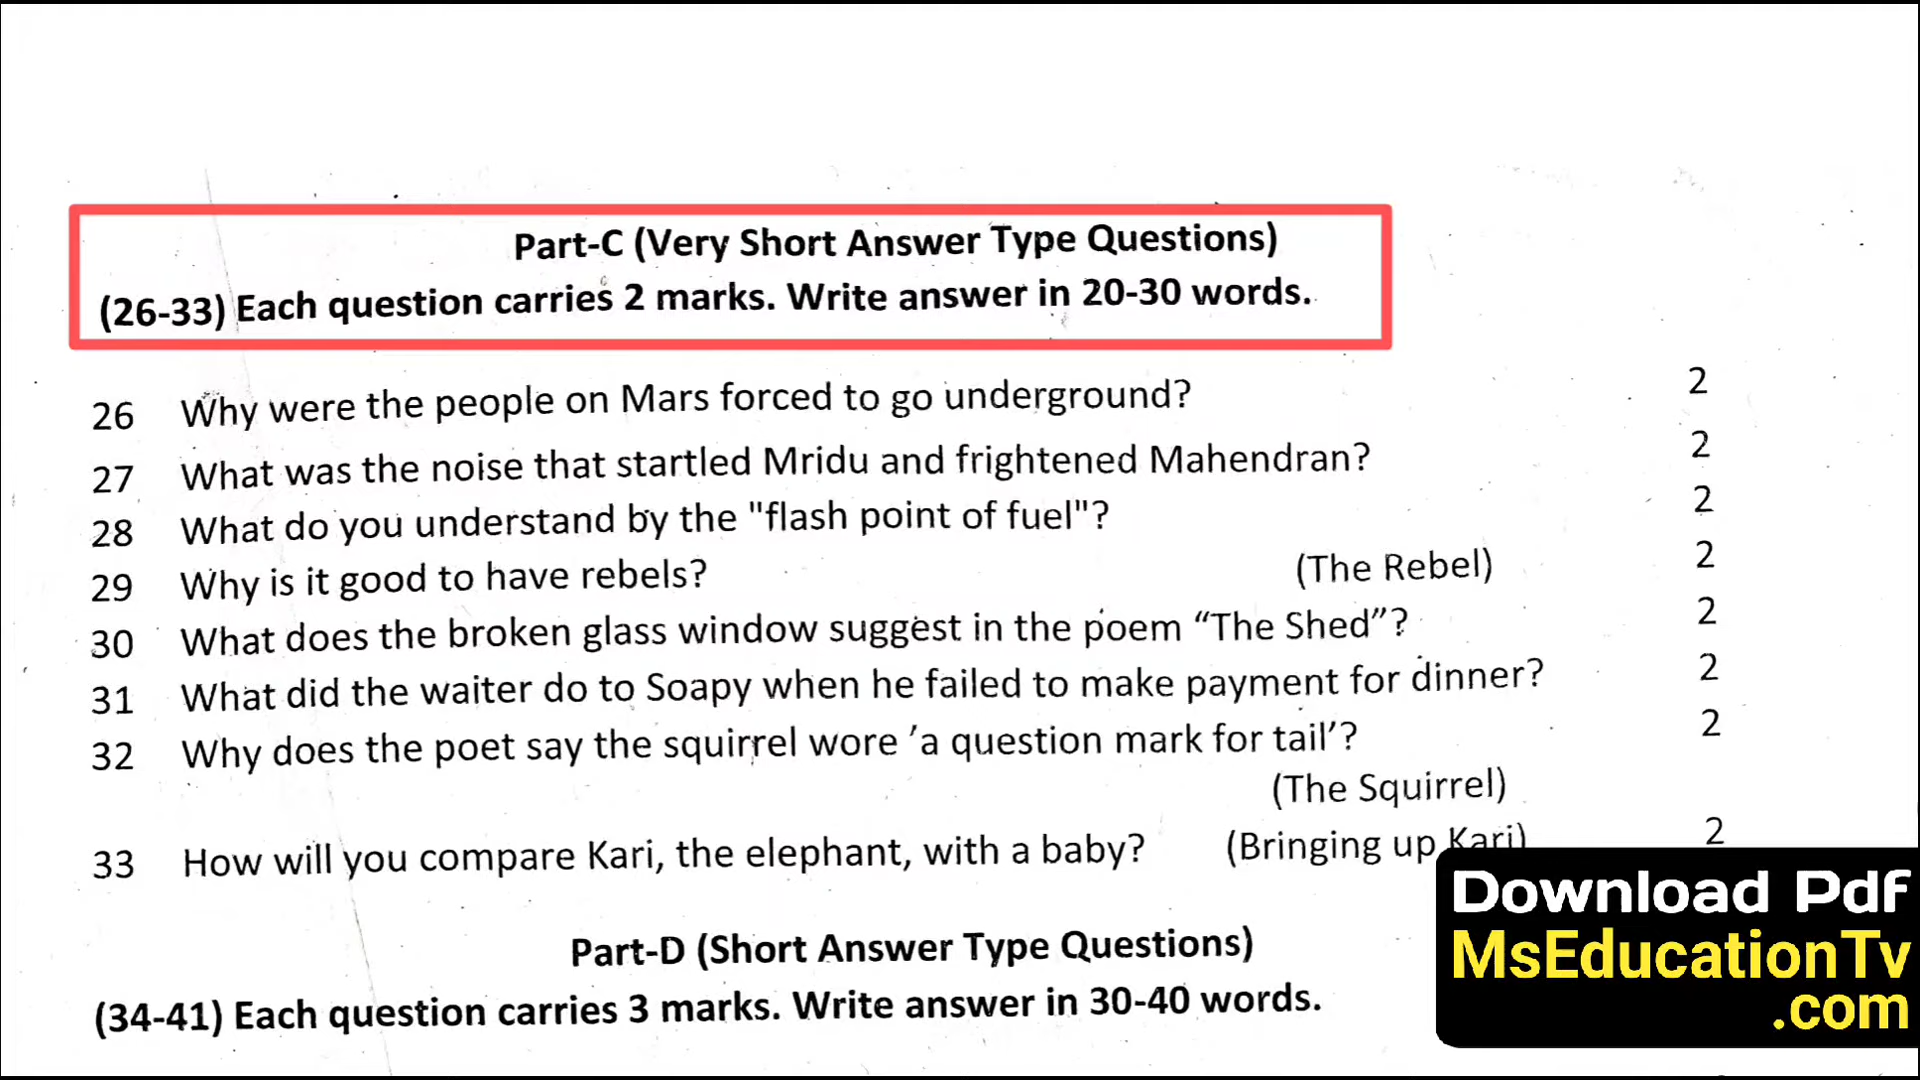 Part-C (Very Short Answer Type Questions)
(26-33) Each question carries 2 marks. Write answer in 20-30 words.
26 Why were the people on Mars forced to go underground? 2
27 What was the noise that startled Mridu and frightened Mahendran? 2
28 What do you understand by the "flash point of fuel"? 2
29 Why is it good to have rebels? (The Rebel) 2
30 What does the broken glass window suggest in the poem “The Shed”? 2
31 What did the waiter do to Soapy when he failed to make payment for dinner? 2
32 Why does the poet say the squirrel wore ’a question mark for tail’? 2
(The Squirrel)
33 How will you compare Kari, the elephant, with a baby? (Bringing up Kari) 2
Part-D (Short Answer Type Questions)
(34-41) Each question carries 3 marks. Write answer in 30-40 words.
Download Pdf
MsEducationTv
.com